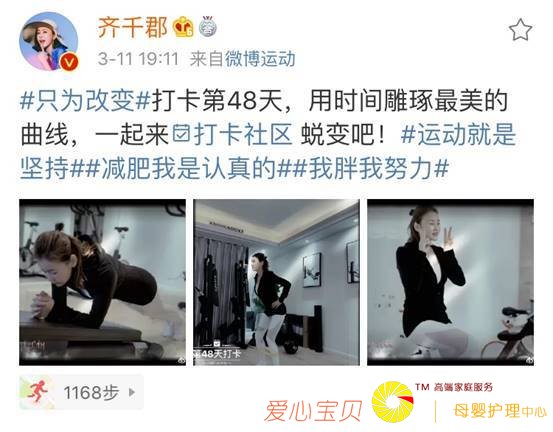 齐千郡
3-11 19:11 来自微博运动
#只为改变#打卡第48天，用时间雕琢最美的
曲线，一起来打卡社区 蜕变吧！#运动就是
坚持##减肥我是认真的##我胖我努力#
第48天打卡
1168步
爱心宝贝
TM 高端家庭服务
母婴护理中心